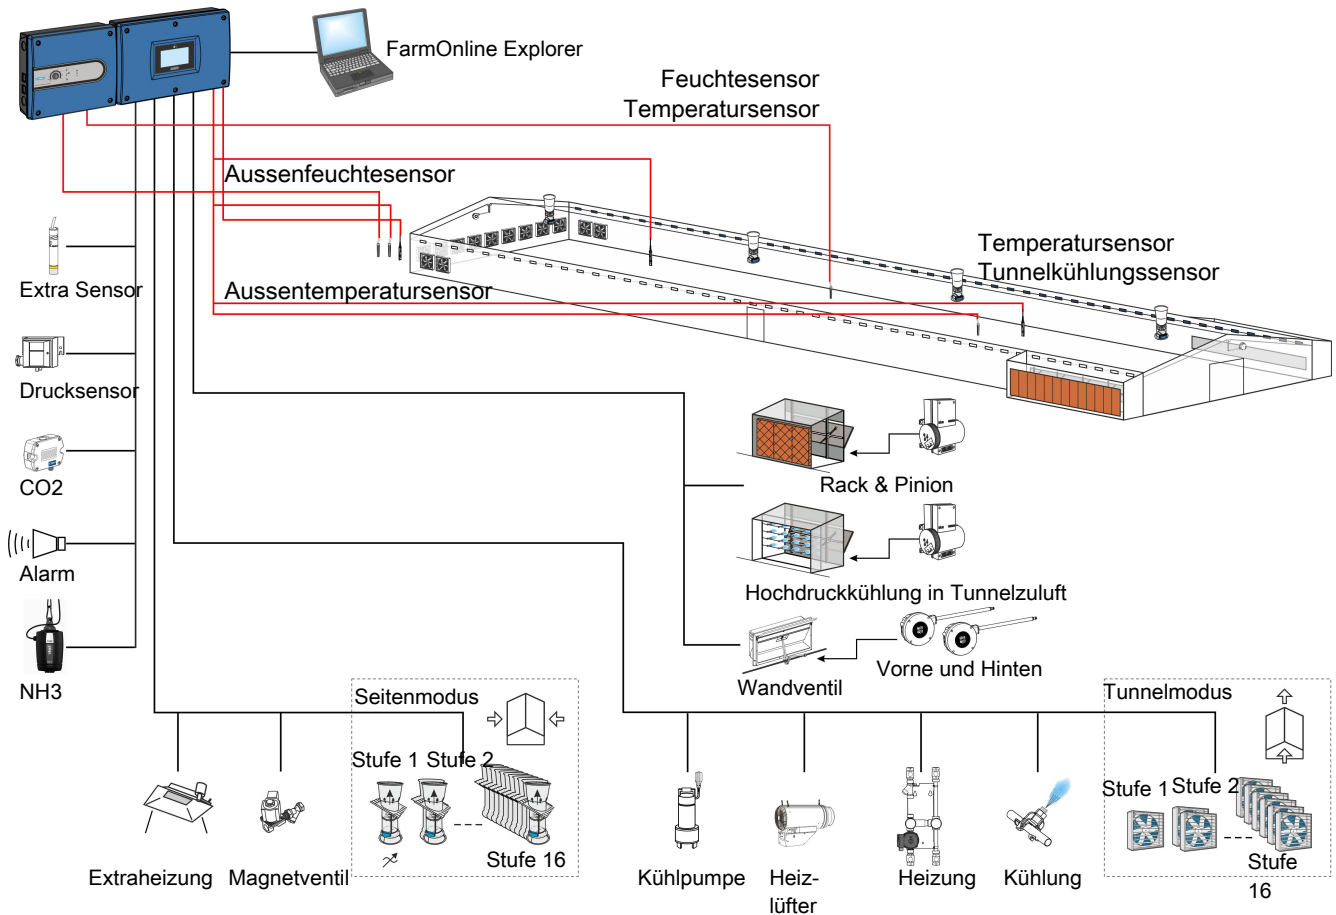 FarmOnline Explorer
Feuchtesensor
Temperatursensor
Aussenfeuchtesensor
Temperatursensor
Tunnelkühlungssensor
Extra Sensor
Aussentemperatursensor
Drucksensor
CO2
Rack & Pinion
Alarm
Hochdruckkühlung in Tunnelzuluft
NH3
Wandventil
Vorne und Hinten
Seitenmodus
Stufe 1
Stufe 2
Stufe 16
Tunnelmodus
Stufe 1
Stufe 2
Stufe
16
Extraheizung
Magnetventil
Kühlpumpe
Heiz-
lüfter
Heizung
Kühlung